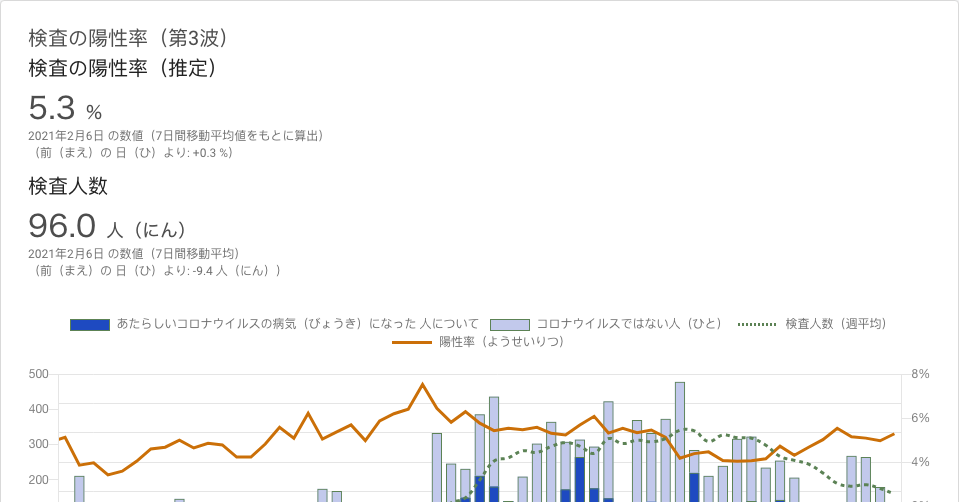 検査の陽性率（第3波）
検査の陽性率（推定）
5.3 %
2021年2月6日 の数値（7日間移動平均値をもとに算出）
（前（まえ）の 日（ひ）より: +0.3 %）
検査人数
96.0 人（にん）
2021年2月6日 の数値（7日間移動平均）
（前（まえ）の 日（ひ）より: -9.4 人（にん））
あたらしいコロナウイルスの病気（びょうき）になった 人について コロナウイルスではない人（ひと） 検査人数（週平均）
陽性率（ようせいりつ）
500 8%
400 6%
300 4%
200